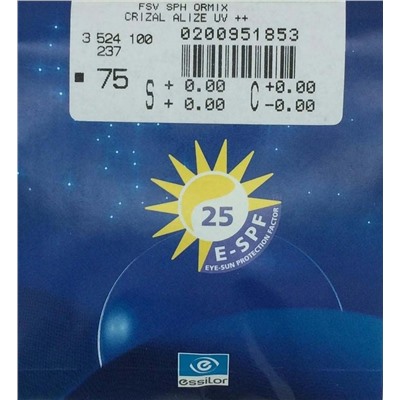 FSV SPH ORMIX
CRIZAL ALIZE UV ++
3 524 100
237
0200951853
75
S + 0.00 C +0.00
+ 0.00 -0.00
25
E-SPF
EYE-SUN PROTECTION FACTOR
essilor